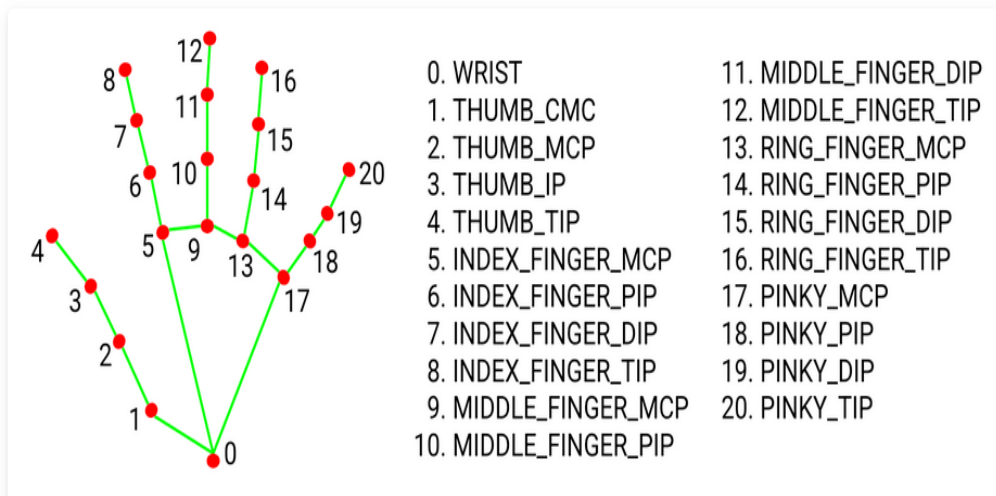 12
8
16
11
7
15
10
20
6
14
19
5
9
4
13
18
3
17
2
1
0
0. WRIST
1. THUMB_CMC
2. THUMB_MCP
3. THUMB_IP
4. THUMB_TIP
5. INDEX_FINGER_MCP
6. INDEX_FINGER_PIP
7. INDEX_FINGER_DIP
8. INDEX_FINGER_TIP
9. MIDDLE_FINGER_MCP
10. MIDDLE_FINGER_PIP
11. MIDDLE_FINGER_DIP
12. MIDDLE_FINGER_TIP
13. RING_FINGER_MCP
14. RING_FINGER_PIP
15. RING_FINGER_DIP
16. RING_FINGER_TIP
17. PINKY_MCP
18. PINKY_PIP
19. PINKY_DIP
20. PINKY_TIP